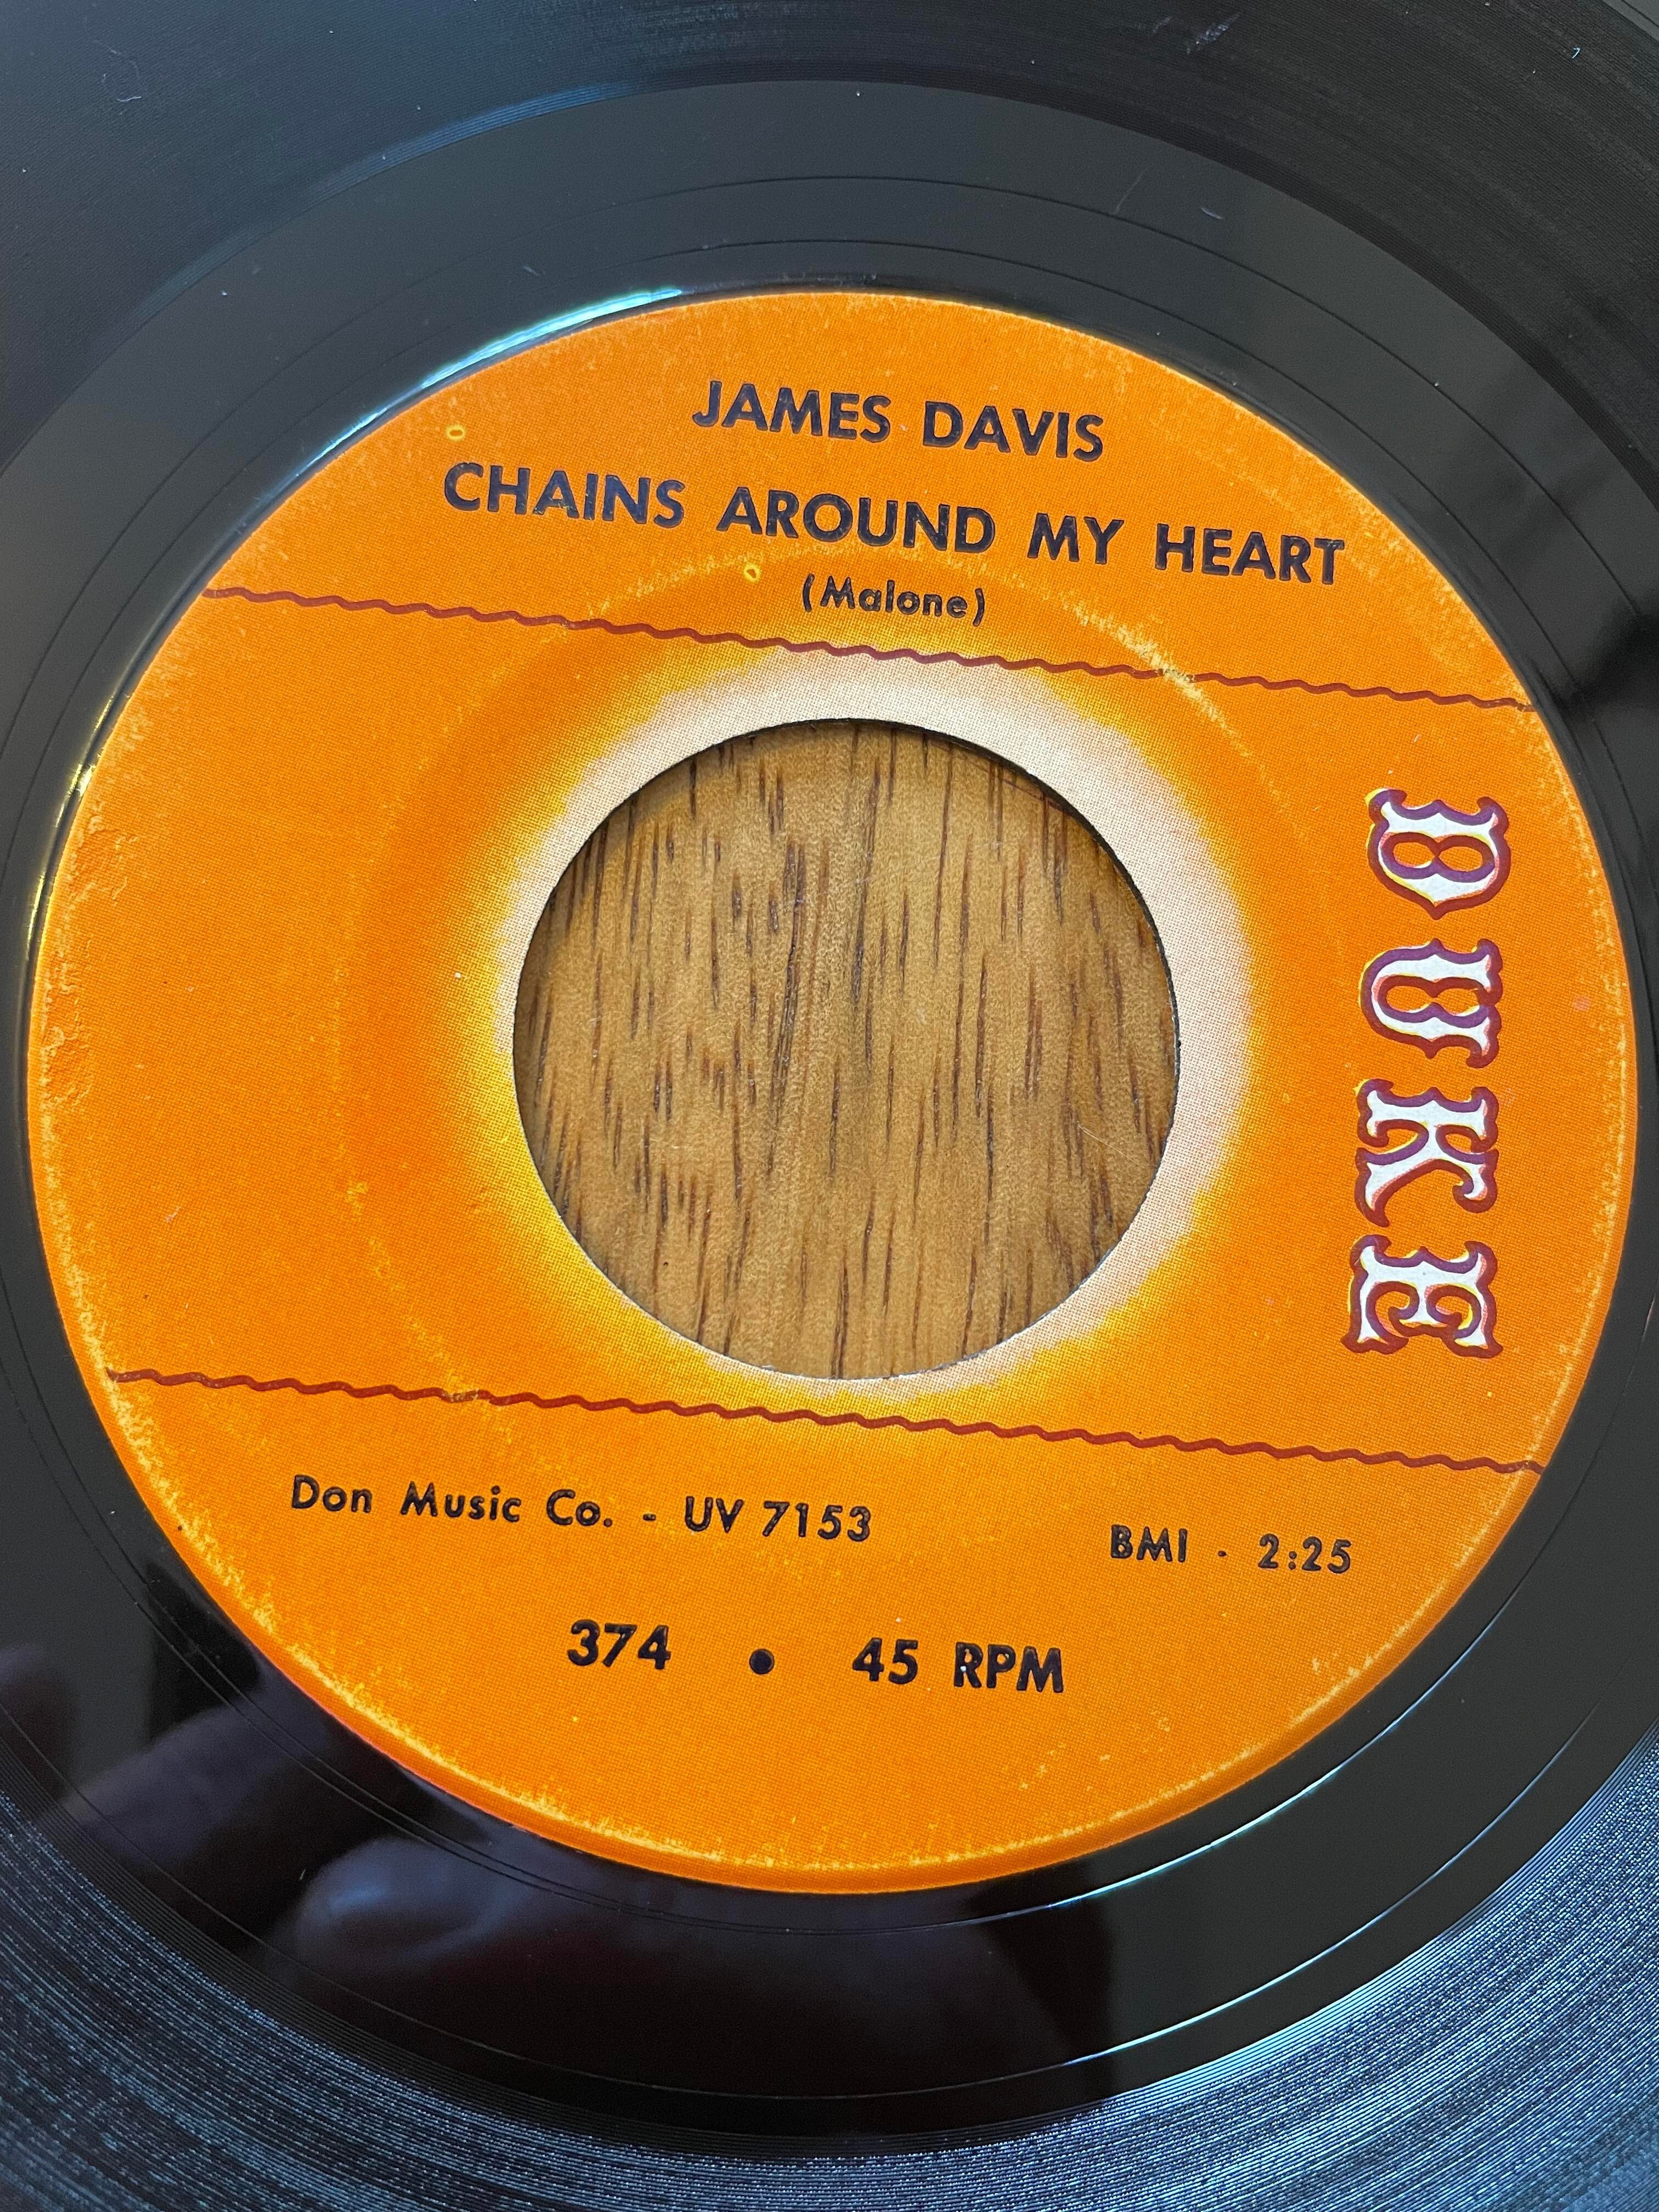 JAMES DAVIS
CHAINS AROUND MY HEART
(Malone)
DUKE
Don Music Co. - UV 7153
BMI - 2:25
374 • 45 RPM